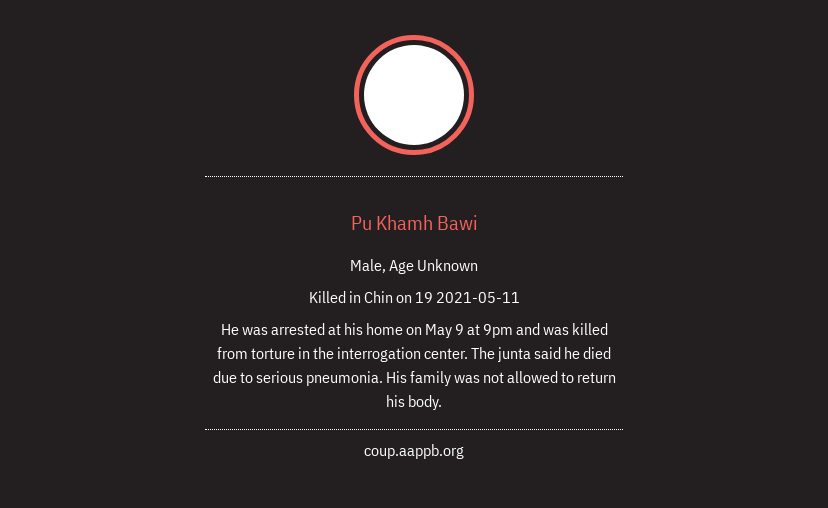 Pu Khamh Bawi
Male, Age Unknown
Killed in Chin on 19 2021-05-11
He was arrested at his home on May 9 at 9pm and was killed
from torture in the interrogation center. The junta said he died
due to serious pneumonia. His family was not allowed to return
his body.
coup.aappb.org